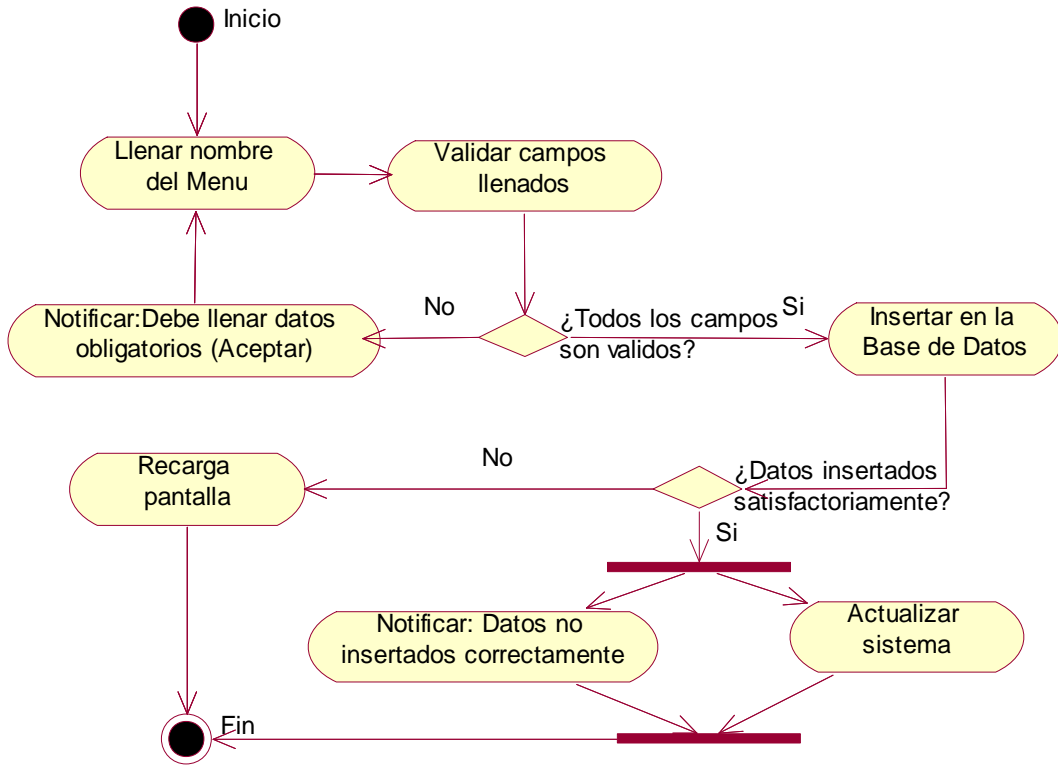 Inicio
Llenar nombre
del Menu
Validar campos
llenados
Notificar:Debe llenar datos
obligatorios (Aceptar)
No
¿Todos los campos
son validos?
Si
Insertar en la
Base de Datos
Recarga
pantalla
No
¿Datos insertados
satisfactoriamente?
Si
Notificar: Datos no
insertados correctamente
Actualizar
sistema
Fin